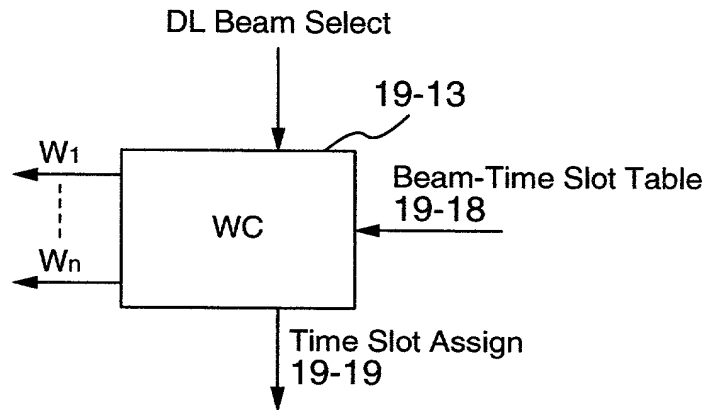 DL Beam Select
19-13
W1
Beam-Time Slot Table
19-18
WC
Wn
Time Slot Assign
19-19